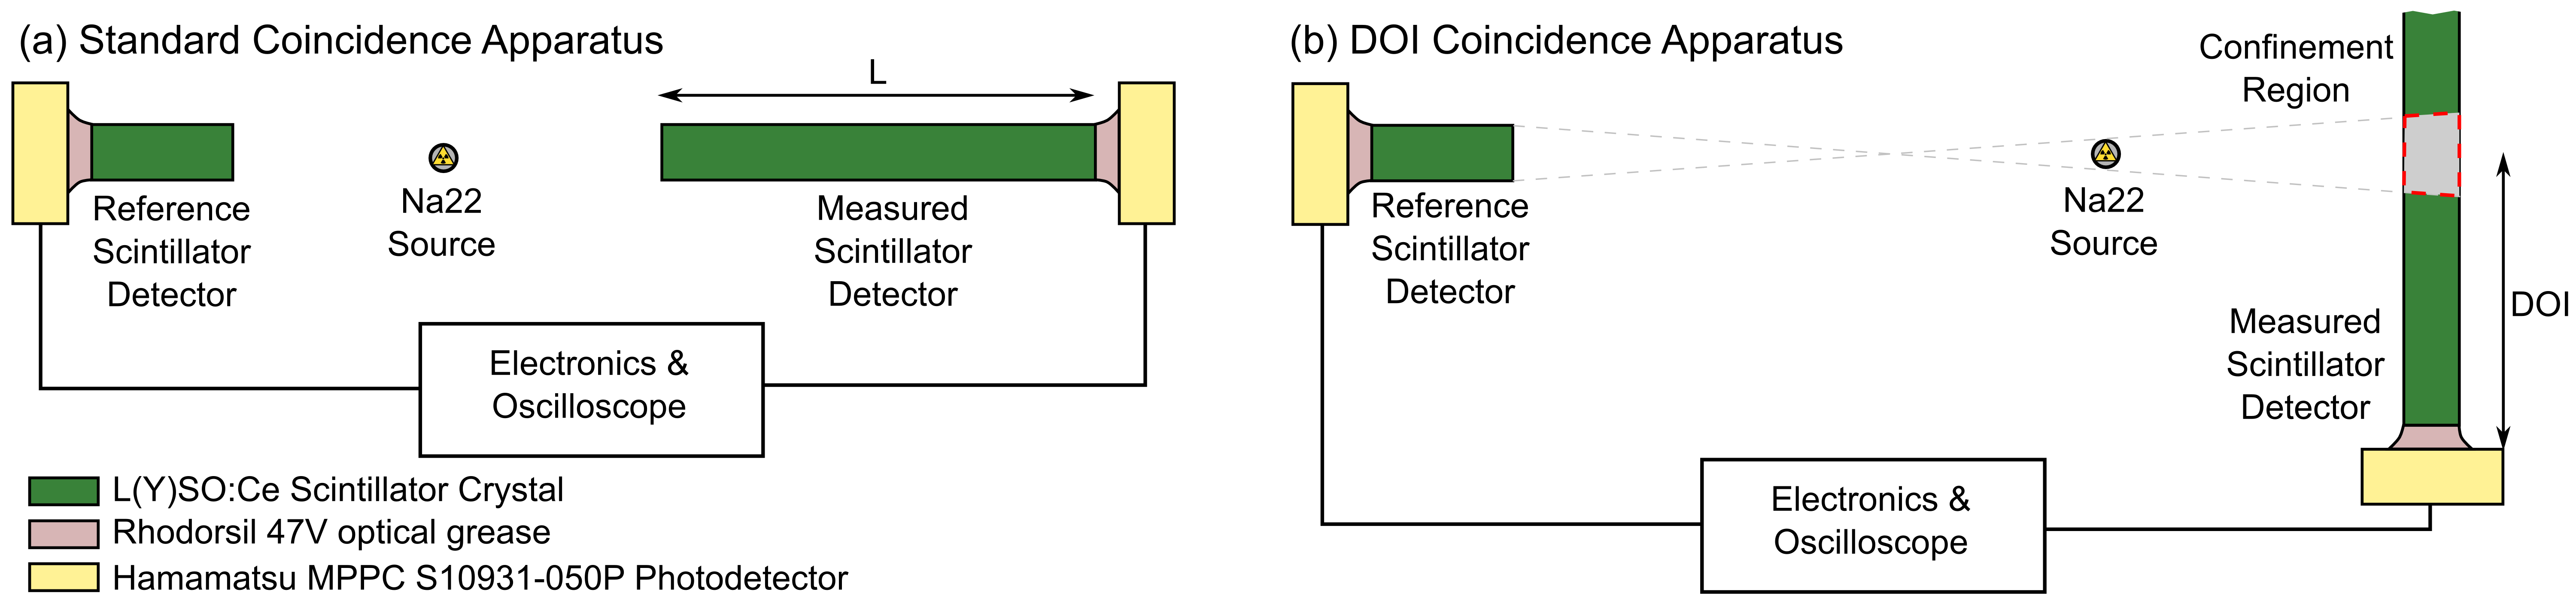 (a) Standard Coincidence Apparatus
L
Reference
Scintillator
Detector
Na22
Source
Measured
Scintillator
Detector
Electronics &
Oscilloscope
L(Y)SO:Ce Scintillator Crystal
Rhodorsil 47V optical grease
Hamamatsu MPPC S10931-050P Photodetector
(b) DOI Coincidence Apparatus
Confinement
Region
Reference
Scintillator
Detector
Na22
Source
DOI
Measured
Scintillator
Detector
Electronics &
Oscilloscope